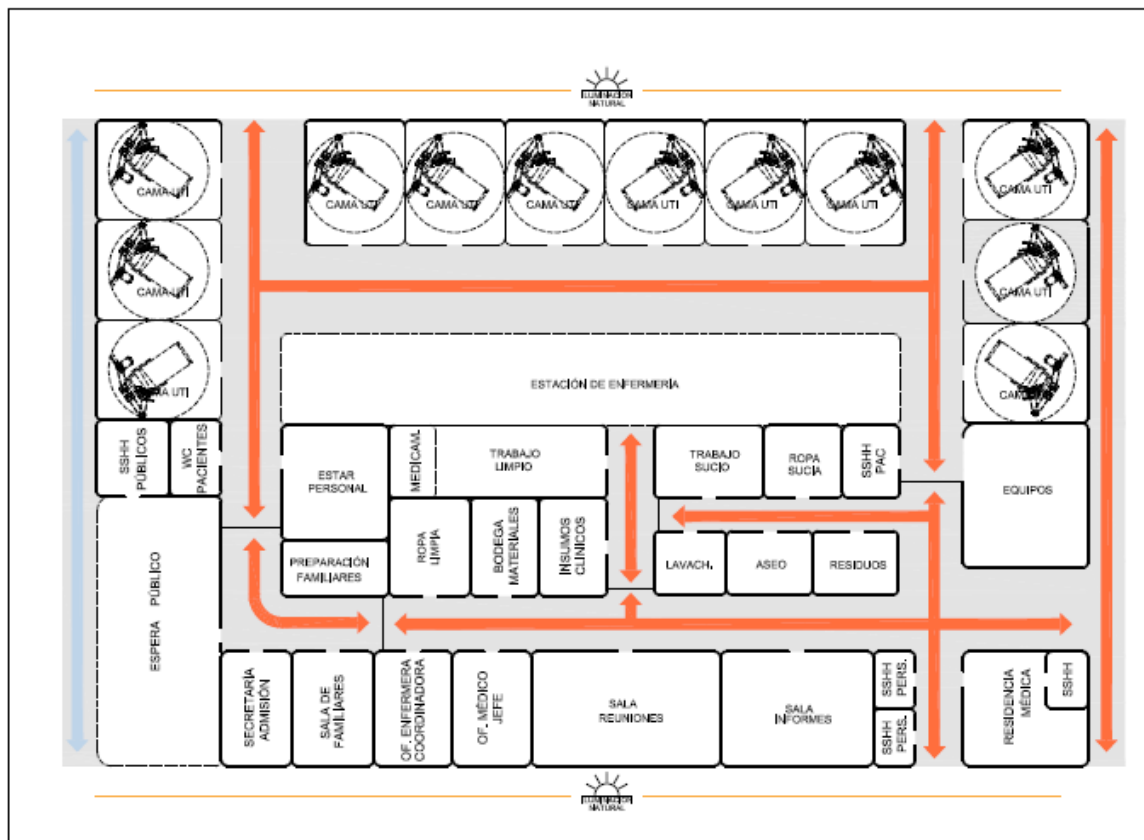 ILUMINACION
NATURAL
CAMA UTI
CAMA UTI
CAMA UTI
CAMA UTI
CAMA UTI
CAMA UTI
CAMA UTI
CAMA UTI
CAMA UTI
CAMA UTI
CAMA UTI
CAMA UTI
ESTACIÓN DE ENFERMERÍA
SSHH
PÚBLICOS
WC
PACIENTES
ESTAR
PERSONAL
MEDICAM.
TRABAJO
LIMPIO
TRABAJO
SUCIO
ROPA
SUCIA
SSHH
PAC
EQUIPOS
ESPERA PÚBLICO
PREPARACIÓN
FAMILIARES
ROPA
LIMPIA
BODEGA
MATERIALES
INSUMOS
CLÍNICOS
LAVACH.
ASEO
RESIDUOS
SECRETARÍA
ADMISIÓN
SALA DE
FAMILIARES
OF. ENFERMERA
COORDINADORA
OF. MÉDICO
JEFE
SALA
REUNIONES
SALA
INFORMES
SSHH
PERS.
SSHH
PERS.
RESIDENCIA
MÉDICA
SSHH
ILUMINACION
NATURAL